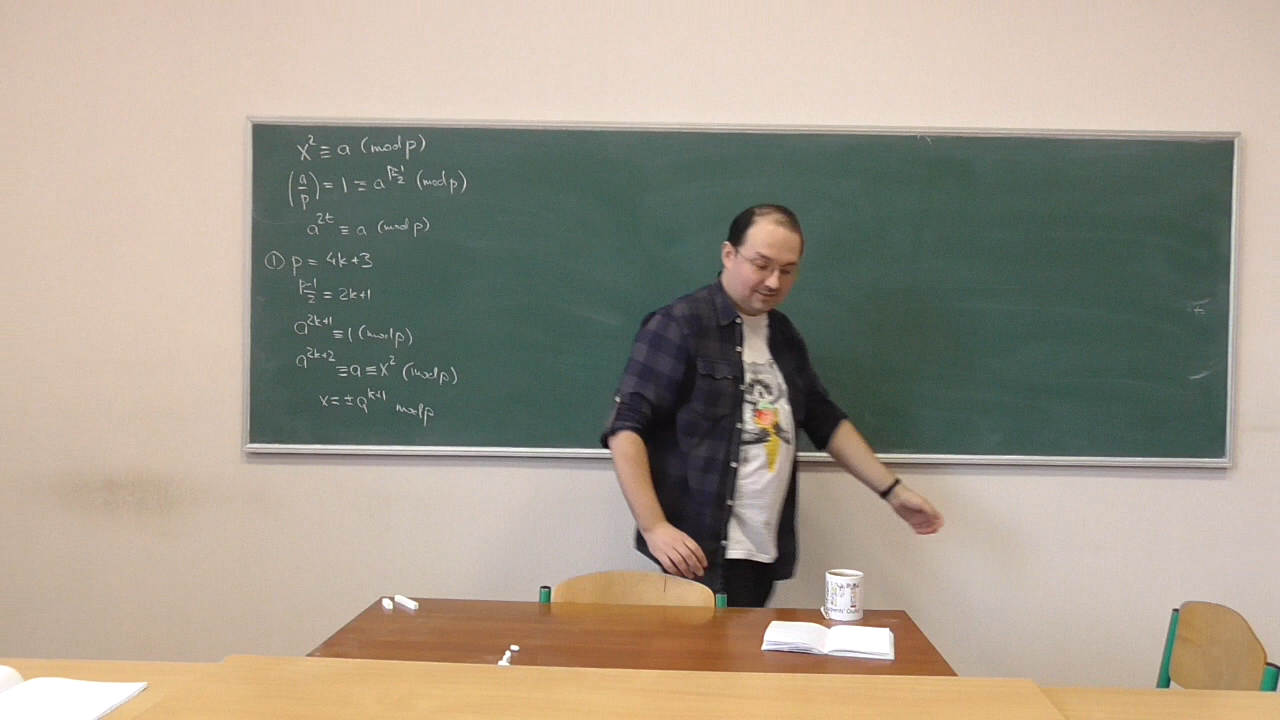 x² ≡ a (mod p)
(a/p) = 1 ≡ a^((p-1)/2) (mod p)
a^(2t) ≡ a (mod p)
① p = 4k+3
(p-1)/2 = 2k+1
a^(2k+1) ≡ 1 (mod p)
a^(2k+2) ≡ a ≡ x² (mod p)
x = ± a^(k+1) mod p